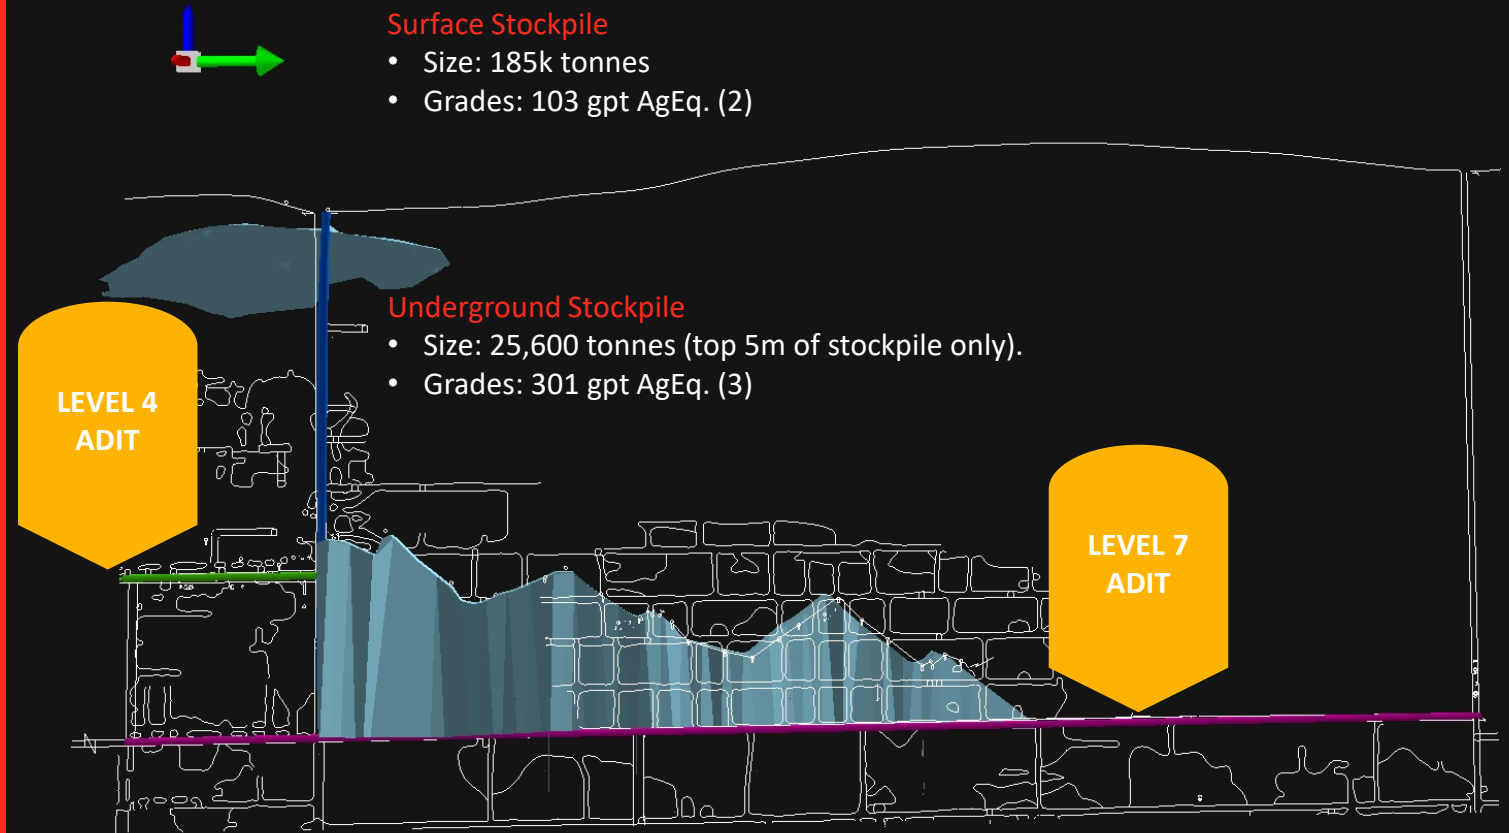 Surface Stockpile
• Size: 185k tonnes
• Grades: 103 gpt AgEq. (2)
Underground Stockpile
• Size: 25,600 tonnes (top 5m of stockpile only).
• Grades: 301 gpt AgEq. (3)
LEVEL 4
ADIT
LEVEL 7
ADIT
N